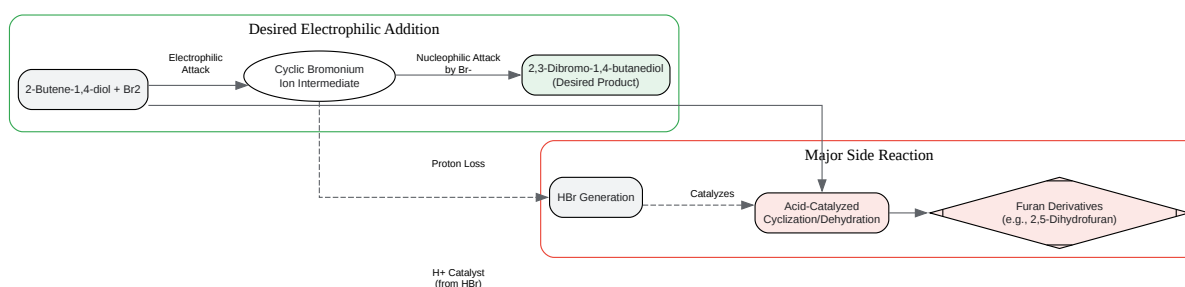 Desired Electrophilic Addition
Electrophilic
Attack
Nucleophilic Attack
by Br-
2-Butene-1,4-diol + Br2
Cyclic Bromonium
Ion Intermediate
2,3-Dibromo-1,4-butanediol
(Desired Product)
Major Side Reaction
Proton Loss
HBr Generation
Catalyzes
Acid-Catalyzed
Cyclization/Dehydration
Furan Derivatives
(e.g., 2,5-Dihydrofuran)
H+ Catalyst
(from HBr)